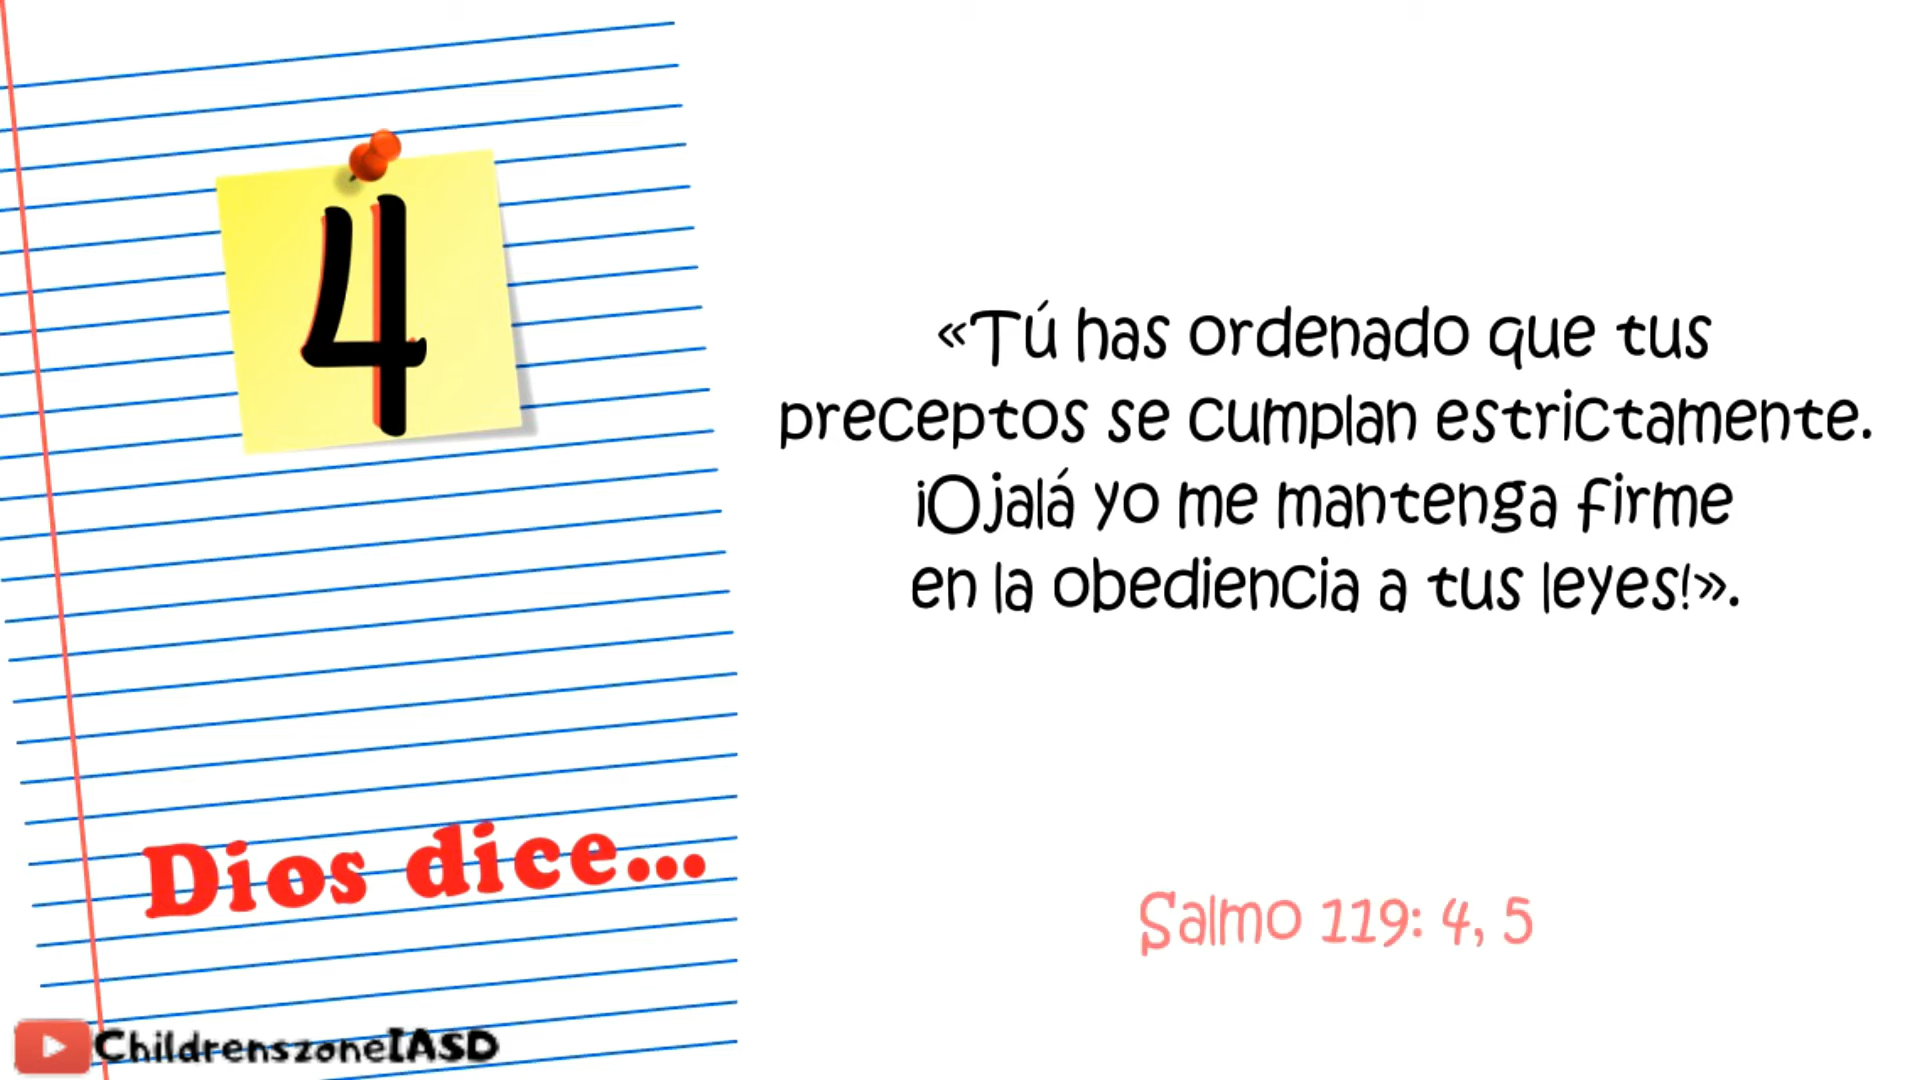 4
«Tú has ordenado que tus
preceptos se cumplan estrictamente.
¡Ojalá yo me mantenga firme
en la obediencia a tus leyes!».
Dios dice...
Salmo 119: 4, 5
ChildrenszoneIASD